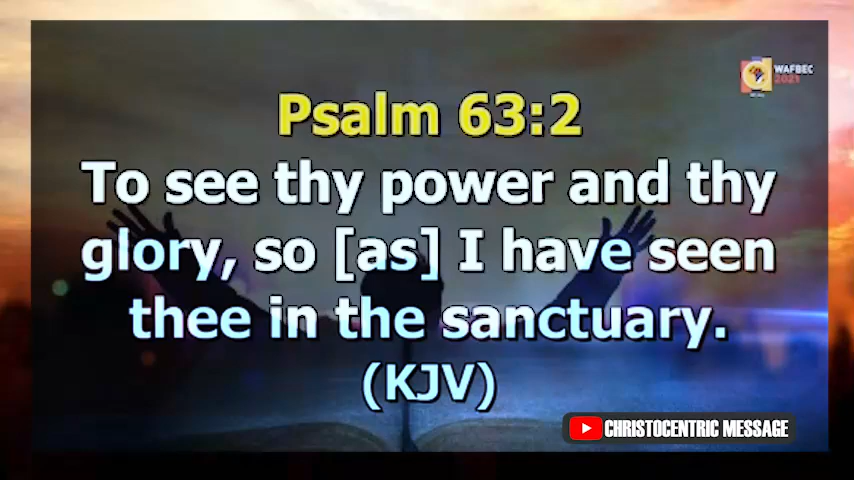 WAFBEC
2021
Psalm 63:2
To see thy power and thy
glory, so [as] I have seen
thee in the sanctuary.
(KJV)
CHRISTOCENTRIC MESSAGE